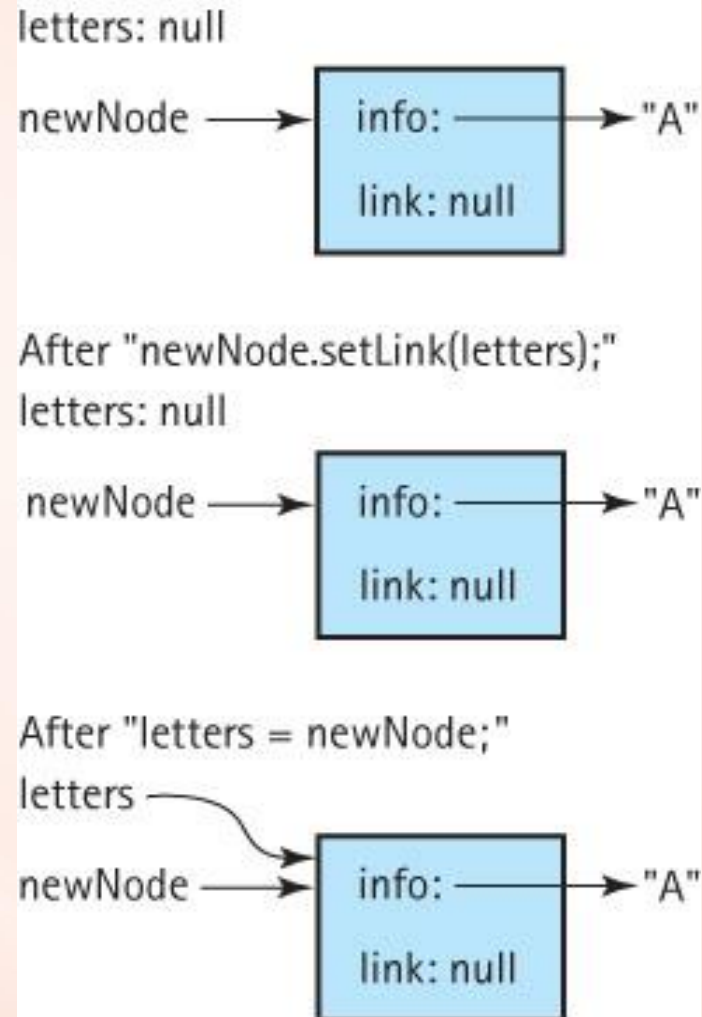 letters: null
newNode info: "A"
link: null
After "newNode.setLink(letters);"
letters: null
newNode info: "A"
link: null
After "letters = newNode;"
letters
newNode info: "A"
link: null